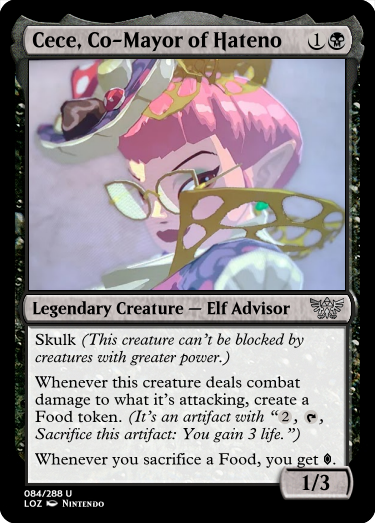 Cece, Co-Mayor of Hateno 1
Legendary Creature — Elf Advisor
Skulk (This creature can't be blocked by
creatures with greater power.)
Whenever this creature deals combat
damage to what it's attacking, create a
Food token. (It's an artifact with “2, ,
Sacrifice this artifact: You gain 3 life.”)
Whenever you sacrifice a Food, you get .
1/3
084/288 U
LOZ Nintendo